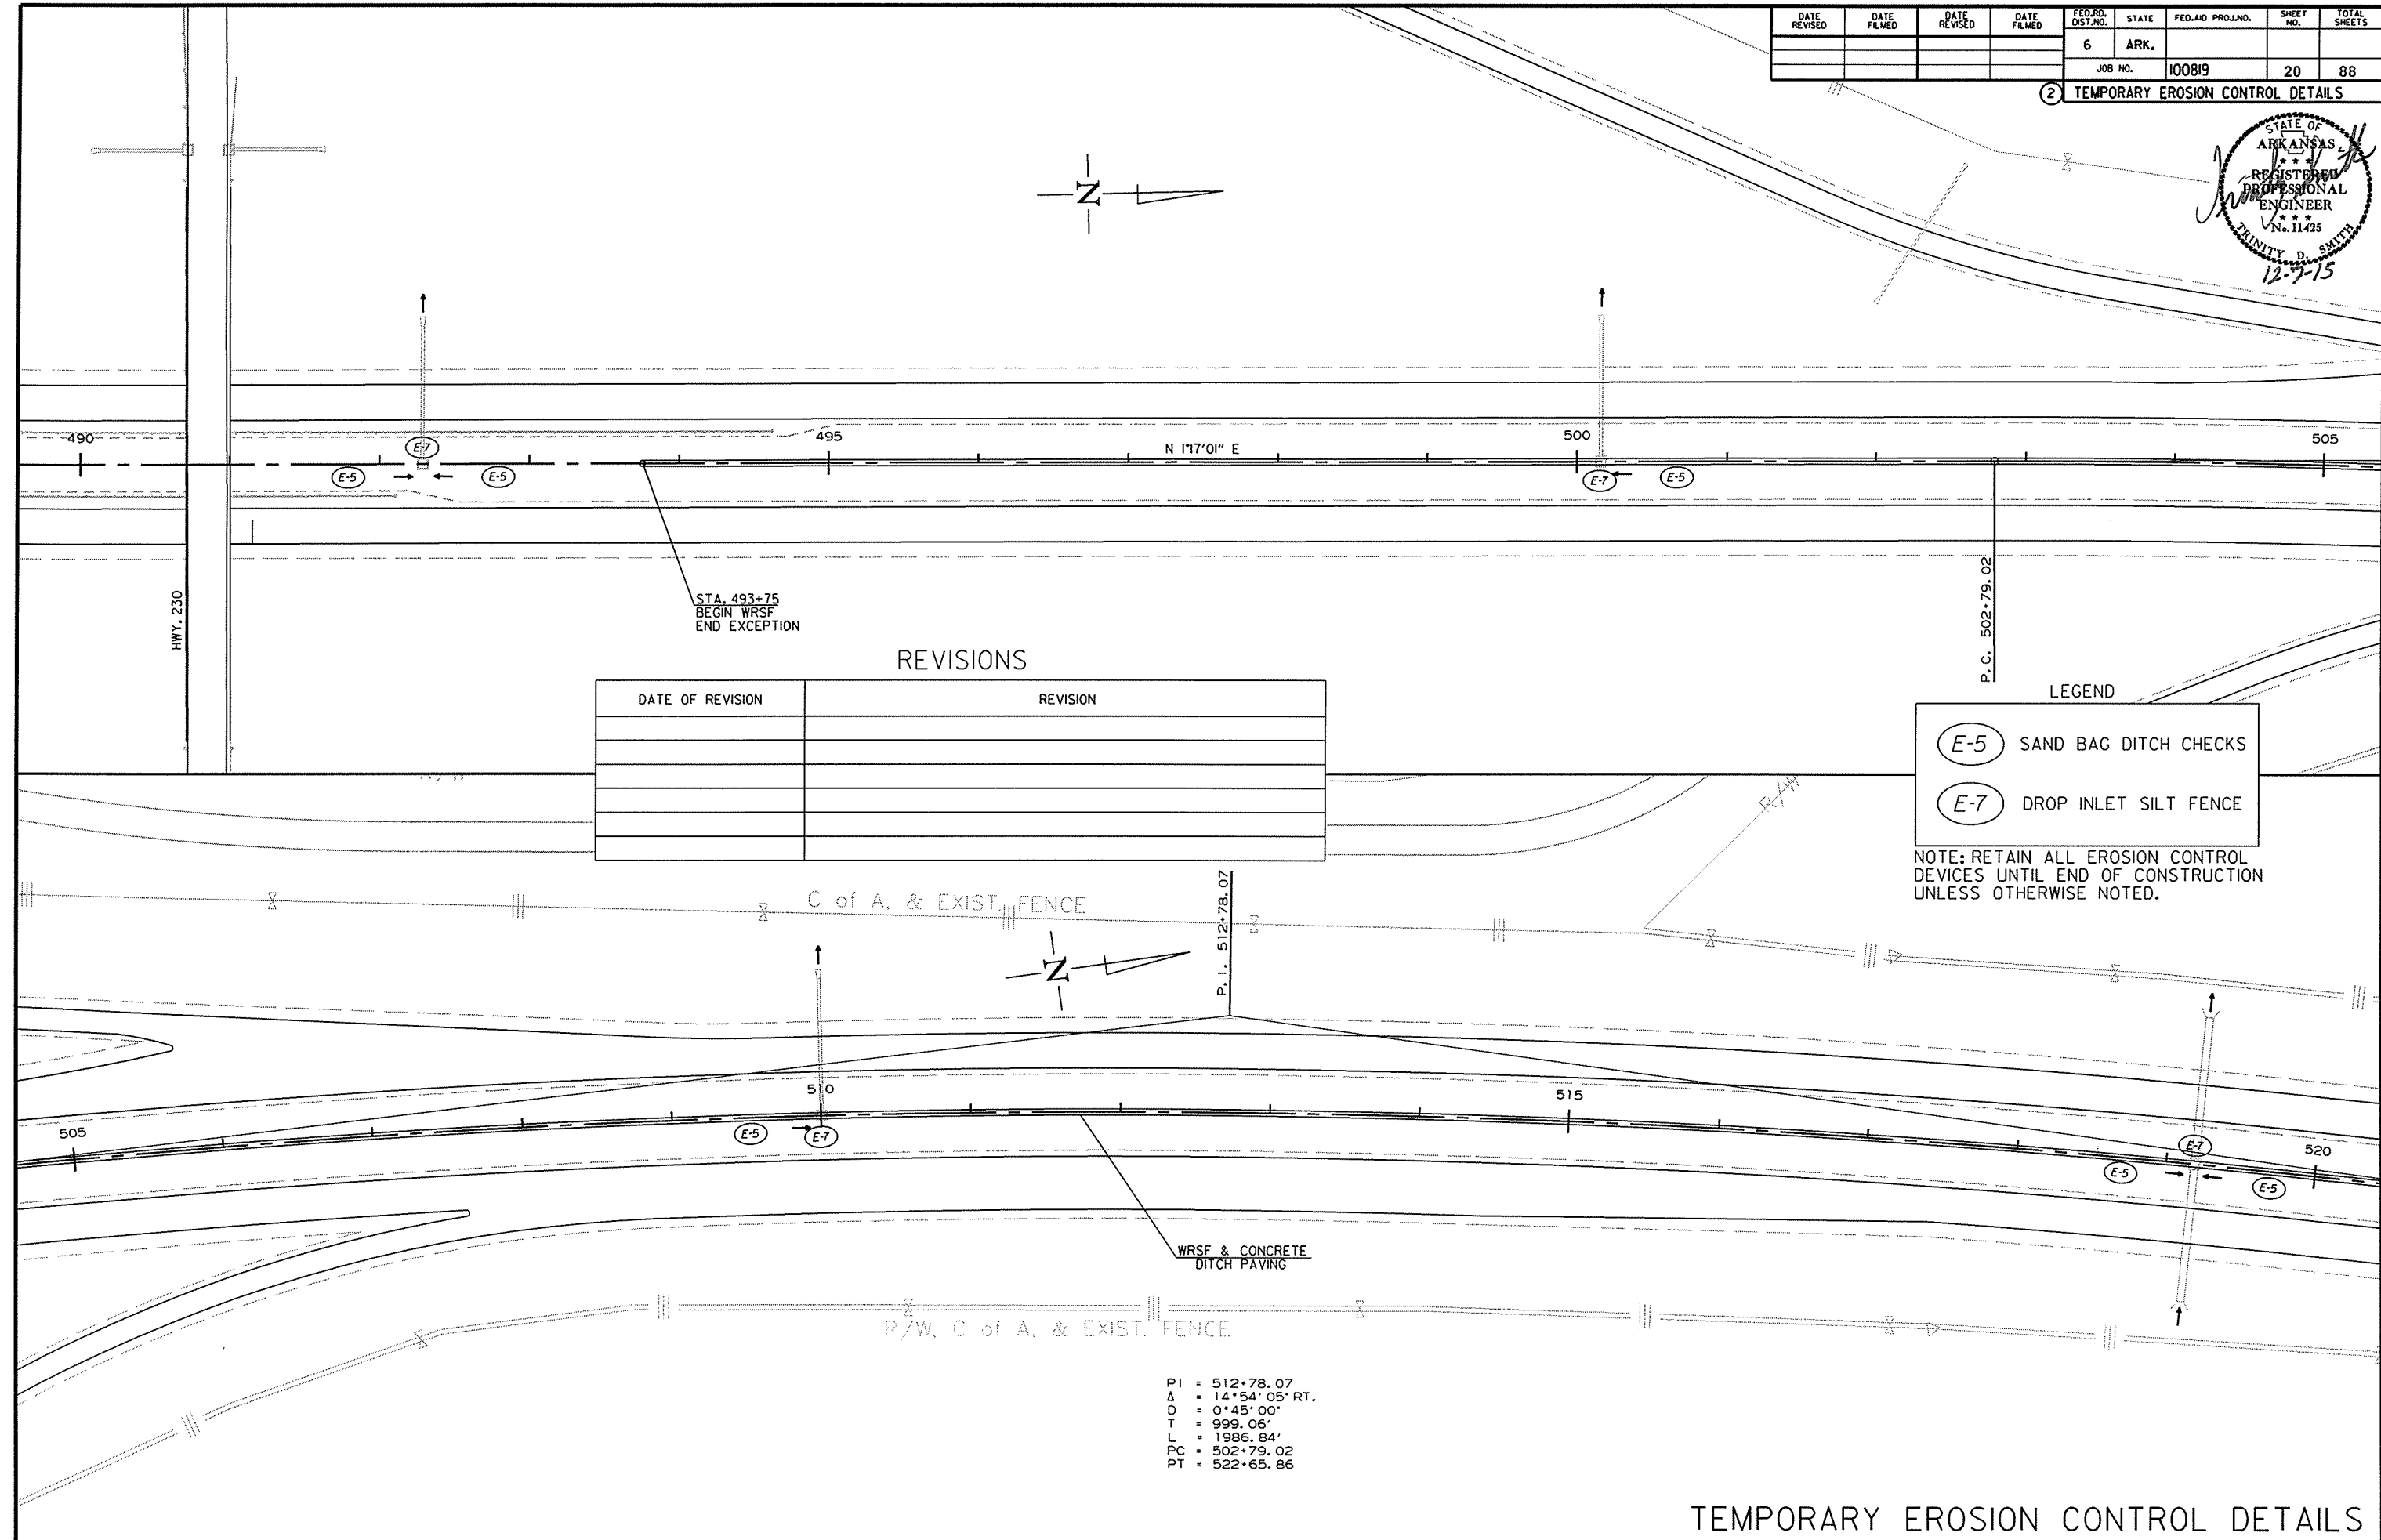 DATE REVISED DATE FILMED DATE REVISED DATE FILMED FED.RD. DIST.NO. STATE FED.AID PROJ.NO. SHEET NO. TOTAL SHEETS
6 ARK.
JOB NO. 100819 20 88
2 TEMPORARY EROSION CONTROL DETAILS
STATE OF
ARKANSAS
★ ★ ★
REGISTERED
PROFESSIONAL
ENGINEER
★ ★ ★
No. 11425
TRINITY D. SMITH
12-7-15
N
490
495
500
505
N 1°17'01" E
E-7
E-5
E-5
E-7
E-5
HWY. 230
STA. 493+75
BEGIN WRSF
END EXCEPTION
P.C. 502+79.02
REVISIONS
DATE OF REVISION REVISION
LEGEND
E-5 SAND BAG DITCH CHECKS
E-7 DROP INLET SILT FENCE
NOTE: RETAIN ALL EROSION CONTROL
DEVICES UNTIL END OF CONSTRUCTION
UNLESS OTHERWISE NOTED.
R/W
C of A. & EXIST. FENCE
P.I. 512+78.07
N
505
510
515
520
E-5
E-7
E-7
E-5
E-5
WRSF & CONCRETE
DITCH PAVING
R/W, C of A, & EXIST. FENCE
PI = 512+78.07
Δ = 14°54'05" RT.
D = 0°45'00"
T = 999.06'
L = 1986.84'
PC = 502+79.02
PT = 522+65.86
TEMPORARY EROSION CONTROL DETAILS